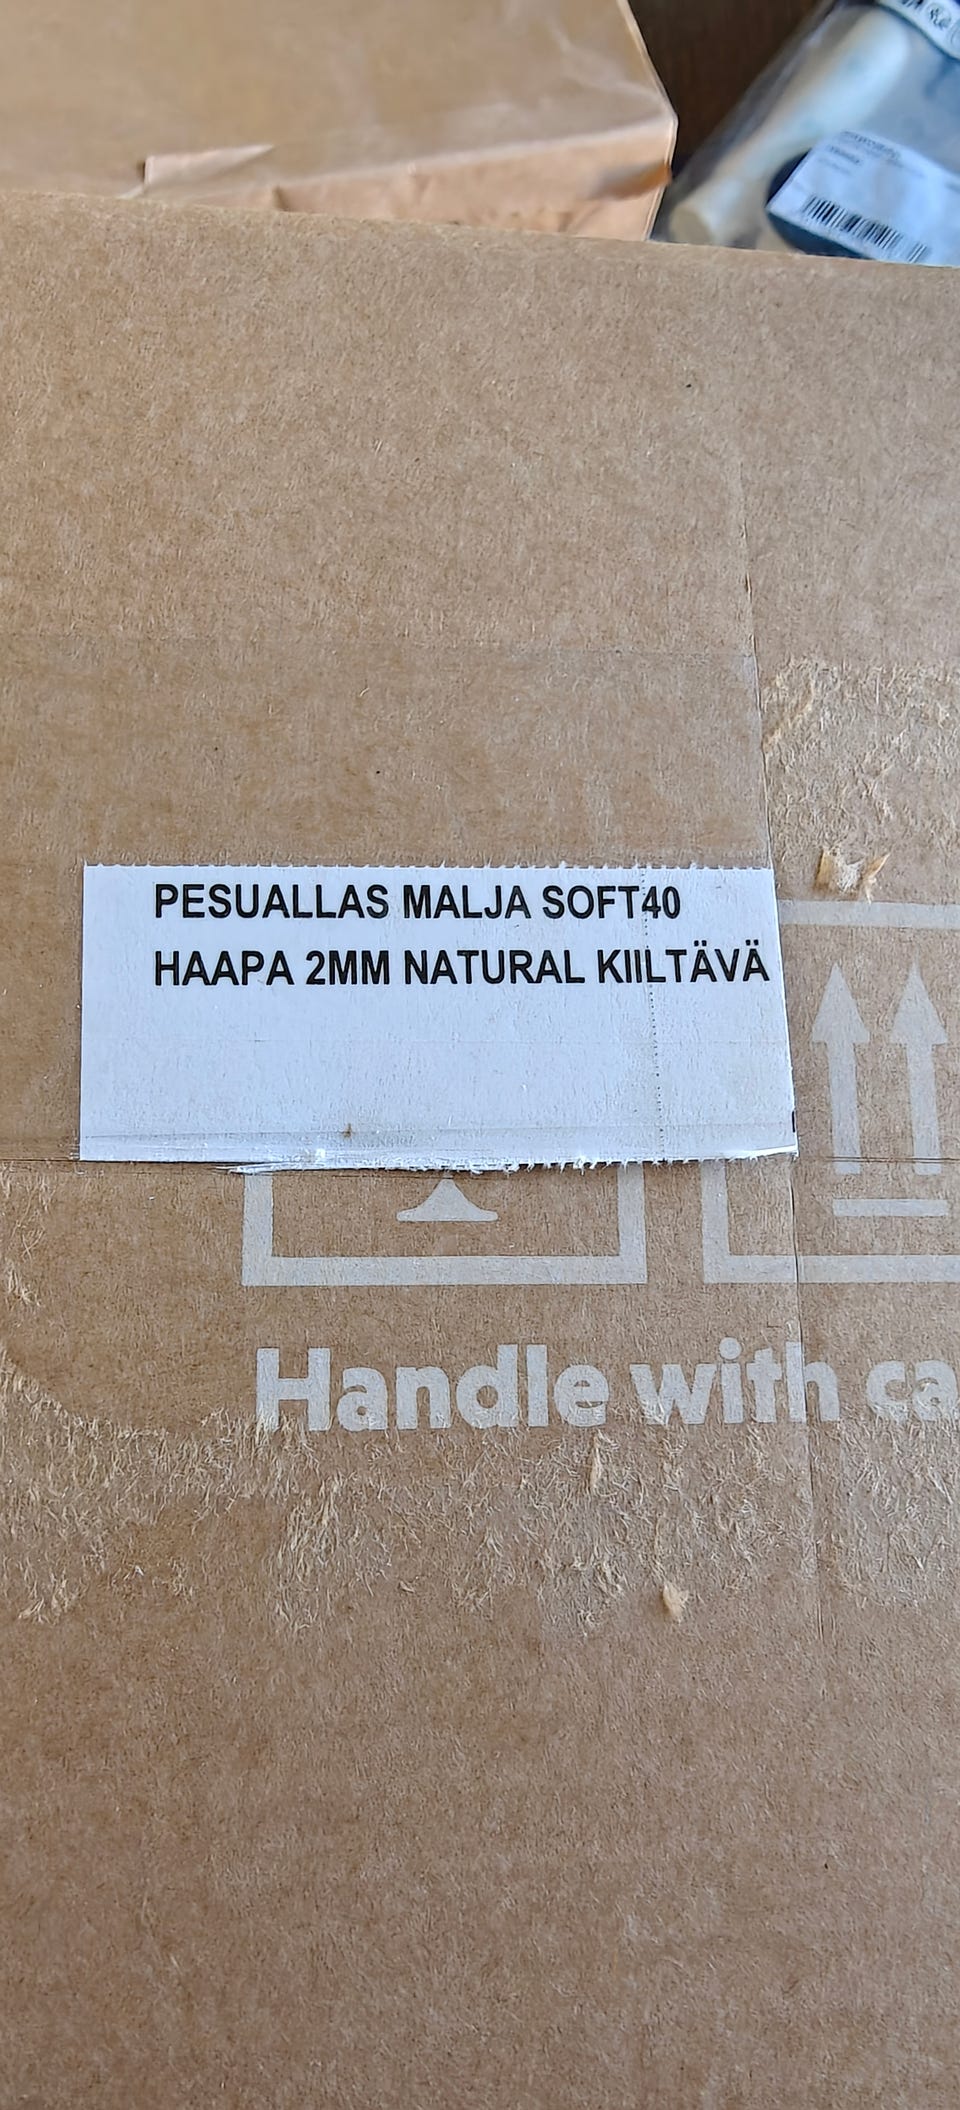 PESUALLAS MALJA SOFT40
HAAPA 2MM NATURAL KIILTÄVÄ
Handle with ca